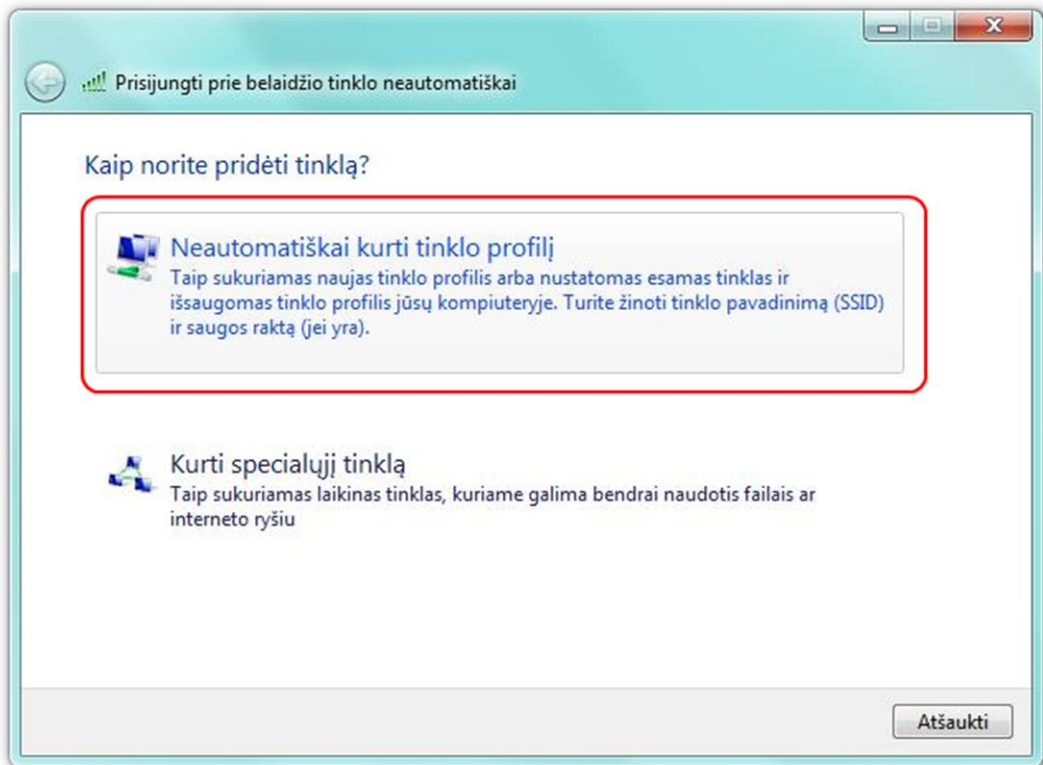 Prisijungti prie belaidžio tinklo neautomatiškai
Kaip norite pridėti tinklą?
Neautomatiškai kurti tinklo profilį
Taip sukuriamas naujas tinklo profilis arba nustatomas esamas tinklas ir
išsaugomas tinklo profilis jūsų kompiuteryje. Turite žinoti tinklo pavadinimą (SSID)
ir saugos raktą (jei yra).
Kurti specialųjį tinklą
Taip sukuriamas laikinas tinklas, kuriame galima bendrai naudotis failais ar
interneto ryšiu
Atšaukti